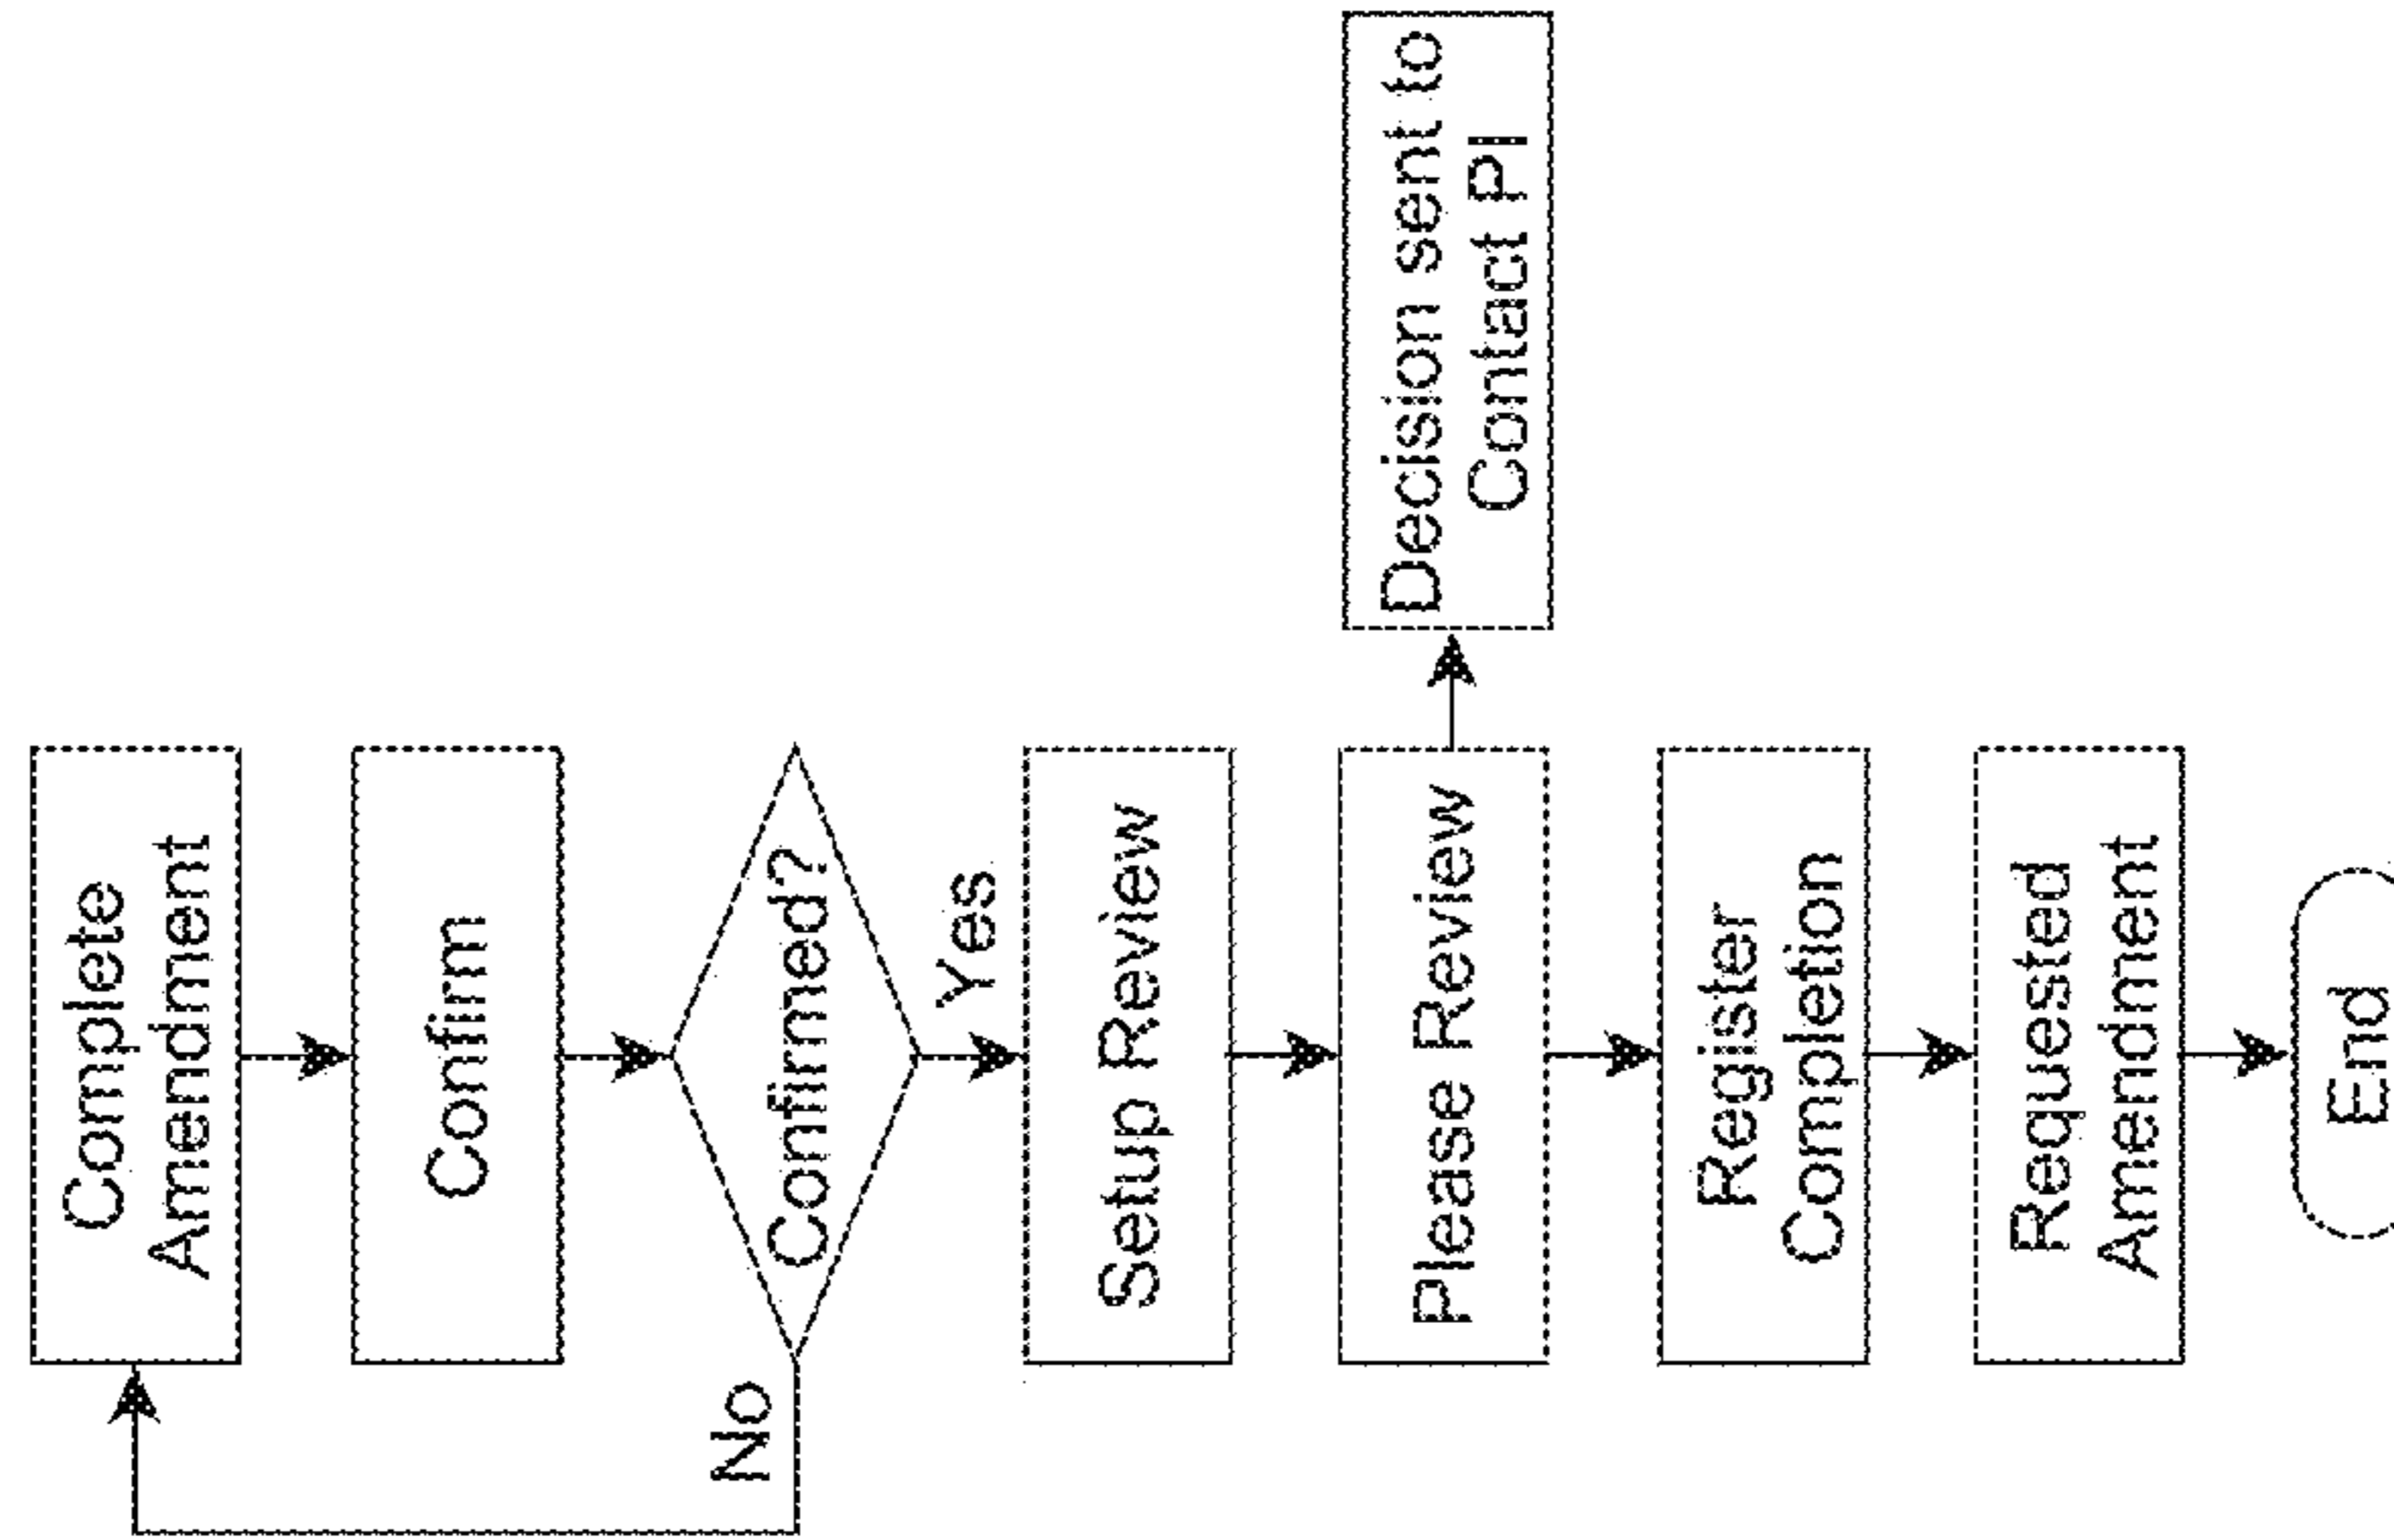 Complete
Amendment
Confirm
Confirmed?
No
Yes
Setup Review
Please Review
Decision sent to
Contact PI
Register
Completion
Requested
Amendment
End